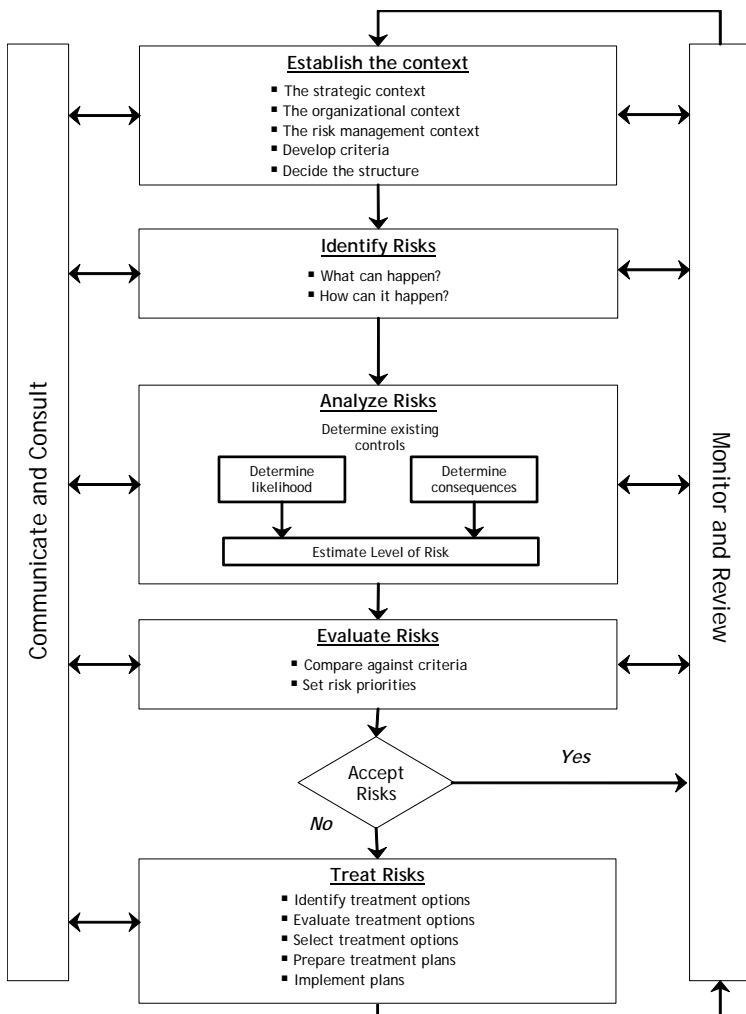 Establish the context
▪ The strategic context
▪ The organizational context
▪ The risk management context
▪ Develop criteria
▪ Decide the structure
Identify Risks
▪ What can happen?
▪ How can it happen?
Analyze Risks
Determine existing
controls
Determine
likelihood
Determine
consequences
Estimate Level of Risk
Evaluate Risks
▪ Compare against criteria
▪ Set risk priorities
Accept
Risks
Yes
No
Treat Risks
▪ Identify treatment options
▪ Evaluate treatment options
▪ Select treatment options
▪ Prepare treatment plans
▪ Implement plans
Communicate and Consult
Monitor and Review